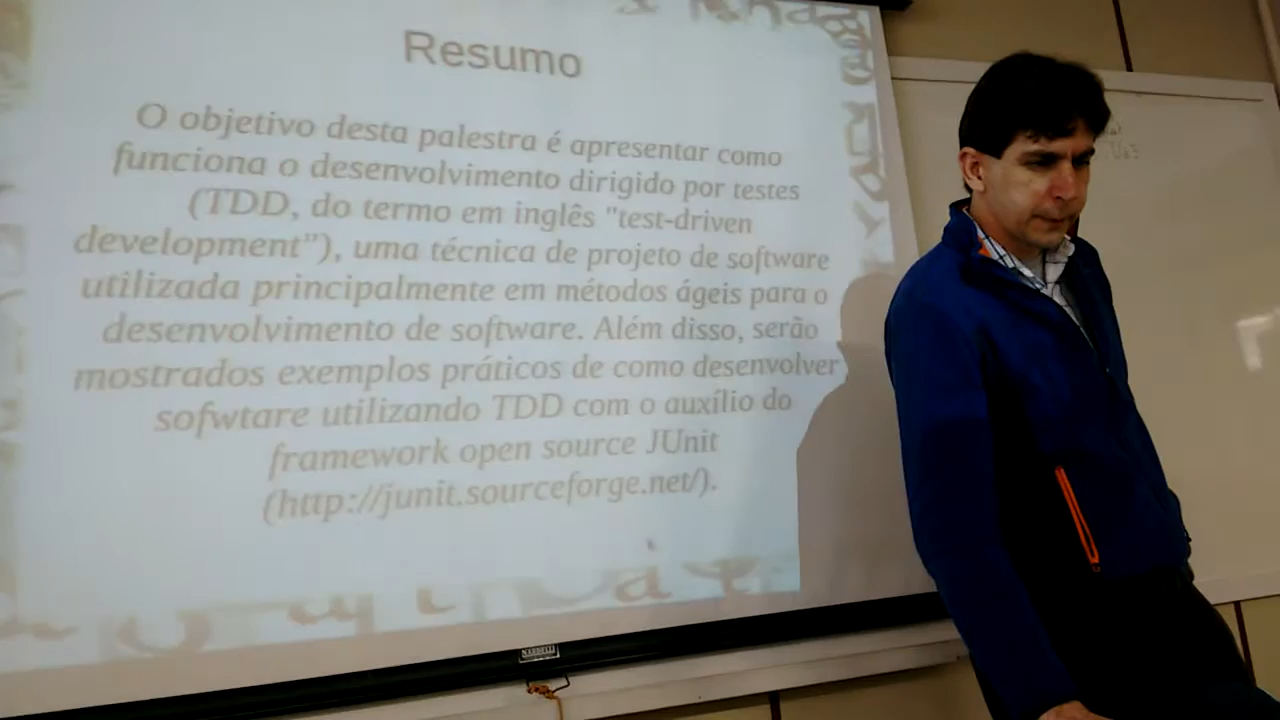 Resumo
O objetivo desta palestra é apresentar como
funciona o desenvolvimento dirigido por testes
(TDD, do termo em inglês "test-driven
development"), uma técnica de projeto de software
utilizada principalmente em métodos ágeis para o
desenvolvimento de software. Além disso, serão
mostrados exemplos práticos de como desenvolver
sofwtare utilizando TDD com o auxílio do
framework open source JUnit
(http://junit.sourceforge.net/).
NARDELLI